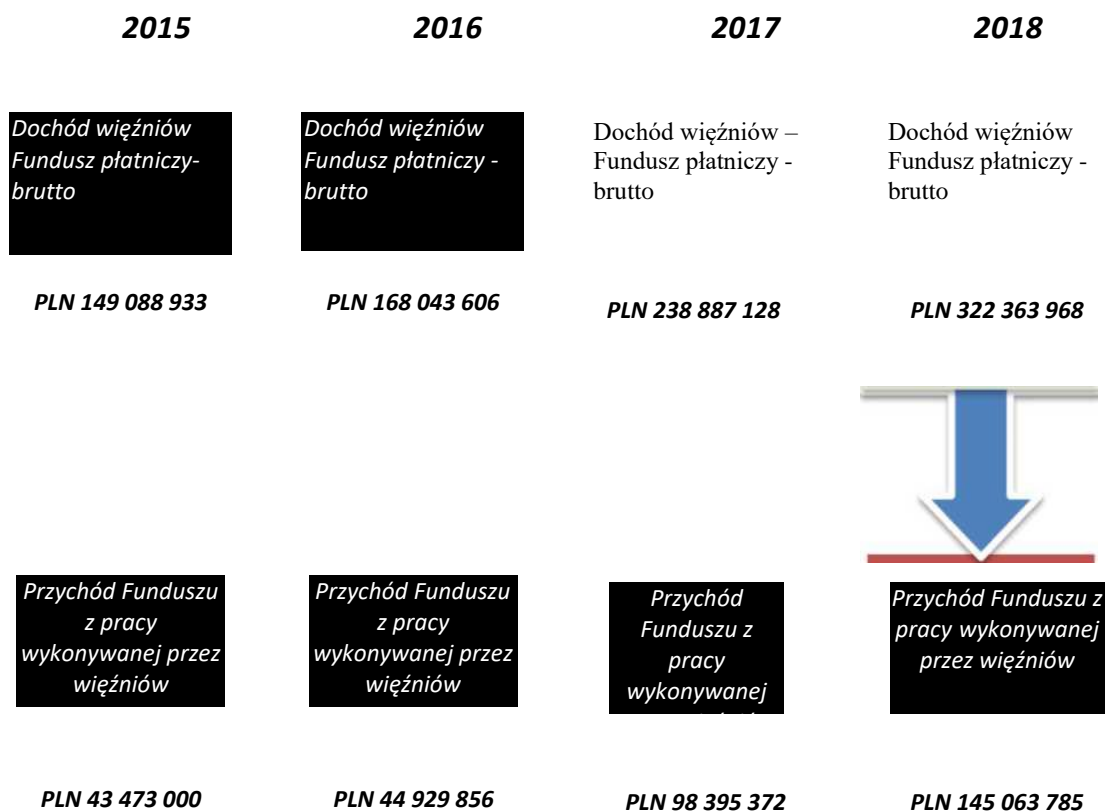 2015
2016
2017
2018
Dochód więźniów
Fundusz płatniczy-
brutto
Dochód więźniów
Fundusz płatniczy -
brutto
Dochód więźniów –
Fundusz płatniczy -
brutto
Dochód więźniów
Fundusz płatniczy -
brutto
PLN 149 088 933
PLN 168 043 606
PLN 238 887 128
PLN 322 363 968
Przychód Funduszu
z pracy
wykonywanej przez
więźniów
Przychód Funduszu
z pracy
wykonywanej przez
więźniów
Przychód
Funduszu z
pracy
wykonywanej
Przychód Funduszu z
pracy wykonywanej
przez więźniów
PLN 43 473 000
PLN 44 929 856
PLN 98 395 372
PLN 145 063 785